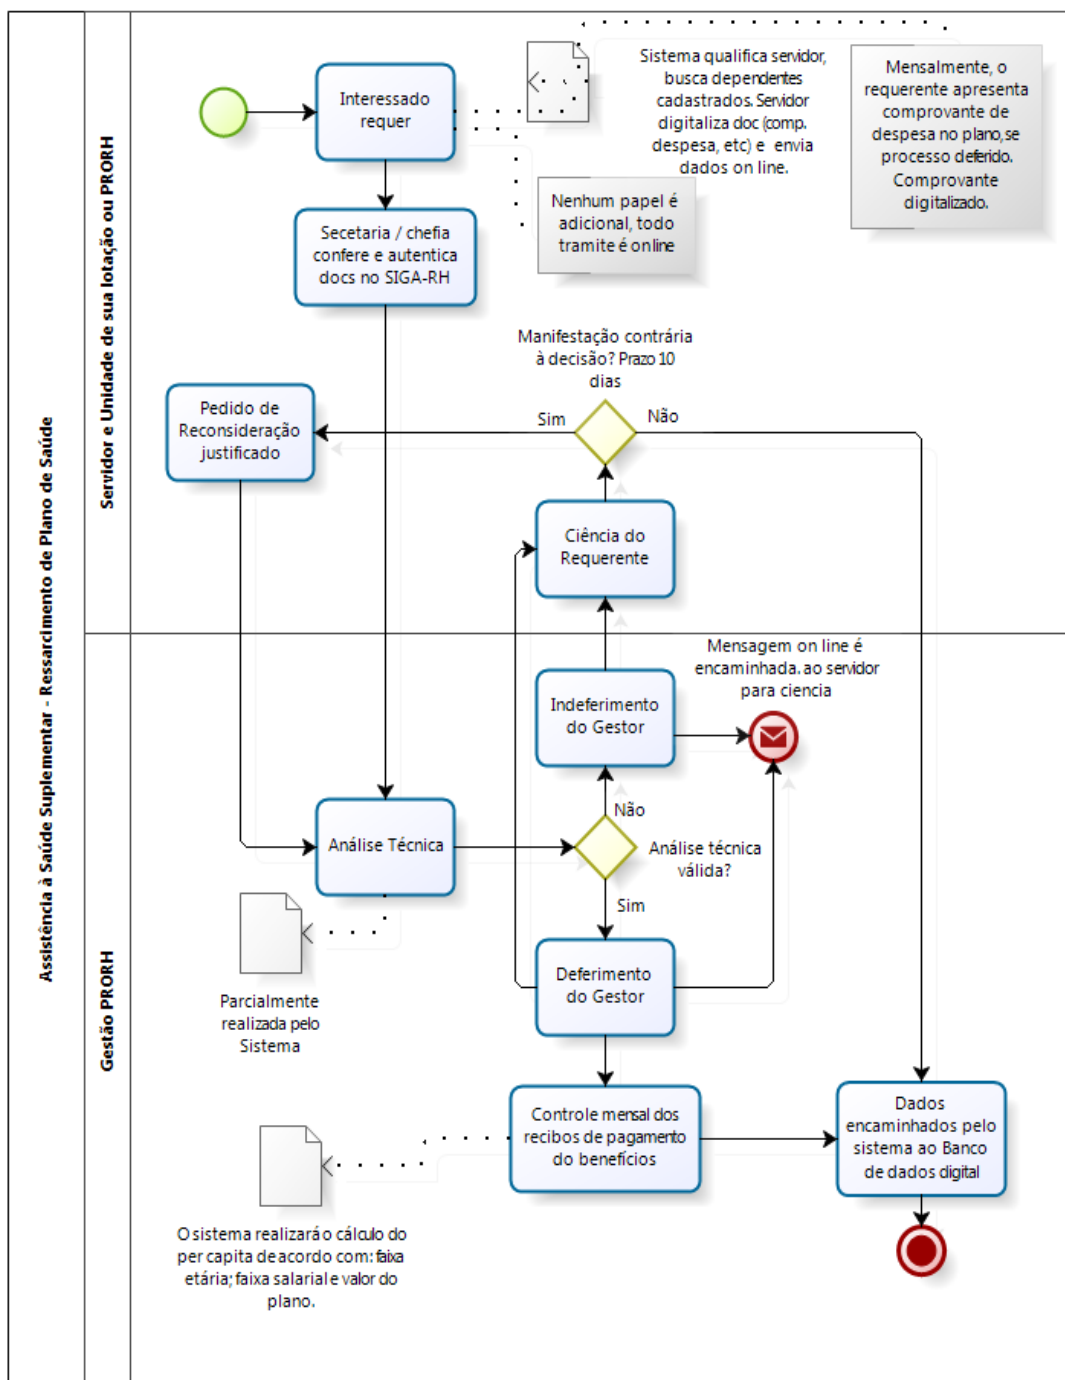 Assistência à Saúde Suplementar - Ressarcimento de Plano de Saúde
Servidor e Unidade de sua lotação ou PRORH
Interessado
requer
Sistema qualifica servidor,
busca dependentes
cadastrados. Servidor
digitaliza doc (comp.
despesa, etc) e envia
dados on line.
Mensalmente, o
requerente apresenta
comprovante de
despesa no plano, se
processo deferido.
Comprovante
digitalizado.
Nenhum papel é
adicional, todo
tramite é online
Secetaria / chefia
confere e autentica
docs no SIGA-RH
Manifestação contrária
à decisão? Prazo 10
dias
Sim
Não
Pedido de
Reconsideração
justificado
Ciência do
Requerente
Gestão PRORH
Mensagem on line é
encaminhada. ao servidor
para ciencia
Indeferimento
do Gestor
Não
Análise Técnica
Análise técnica
válida?
Sim
Parcialmente
realizada pelo
Sistema
Deferimento
do Gestor
Controle mensal dos
recibos de pagamento
do benefícios
Dados
encaminhados pelo
sistema ao Banco
de dados digital
O sistema realizará o cálculo do
per capita de acordo com: faixa
etária; faixa salarial e valor do
plano.